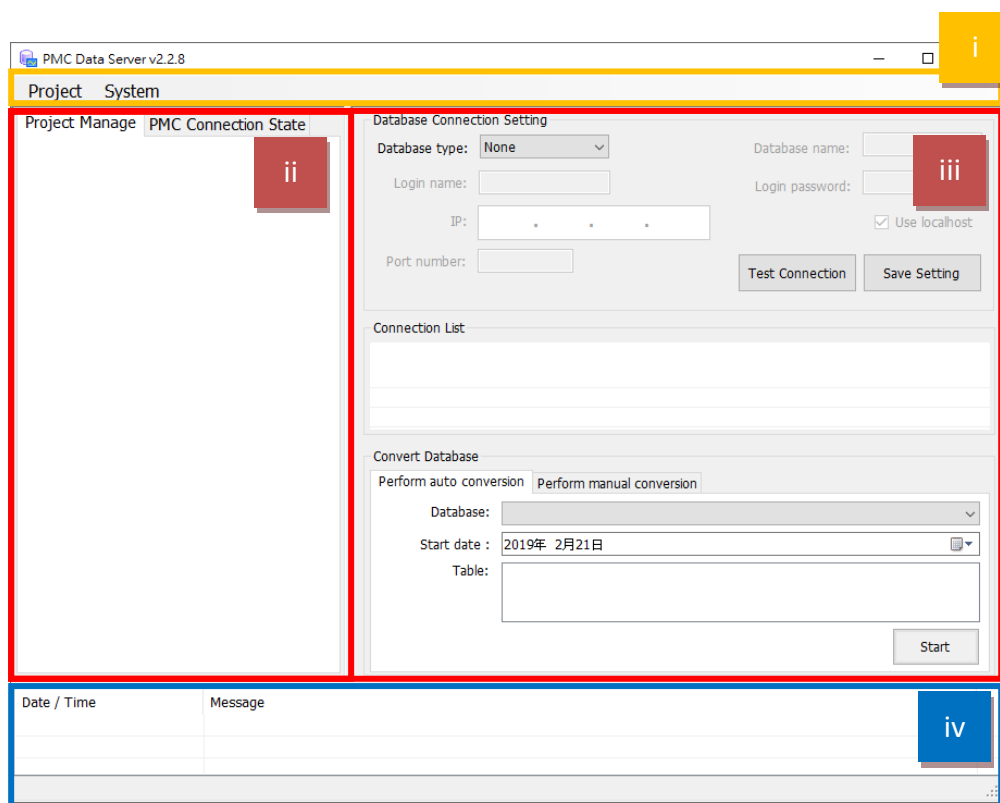 PMC Data Server v2.2.8
i
Project System
Project Manage PMC Connection State
ii
Database Connection Setting
Database type: None Database name:
iii
Login name: Login password:
IP: . . . Use localhost
Port number: Test Connection Save Setting
Connection List
Convert Database
Perform auto conversion Perform manual conversion
Database:
Start date : 2019年 2月21日
Table:
Start
Date / Time Message
iv